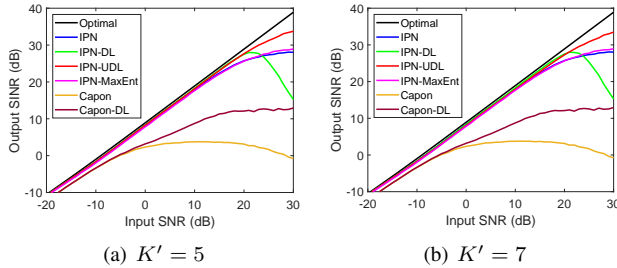 40
30
20
10
0
-10
Output SINR (dB)
Optimal
IPN
IPN-DL
IPN-UDL
IPN-MaxEnt
Capon
Capon-DL
-20 -10 0 10 20 30
Input SNR (dB)
(a) K′ = 5
40
30
20
10
0
-10
Output SINR (dB)
Optimal
IPN
IPN-DL
IPN-UDL
IPN-MaxEnt
Capon
Capon-DL
-20 -10 0 10 20 30
Input SNR (dB)
(b) K′ = 7